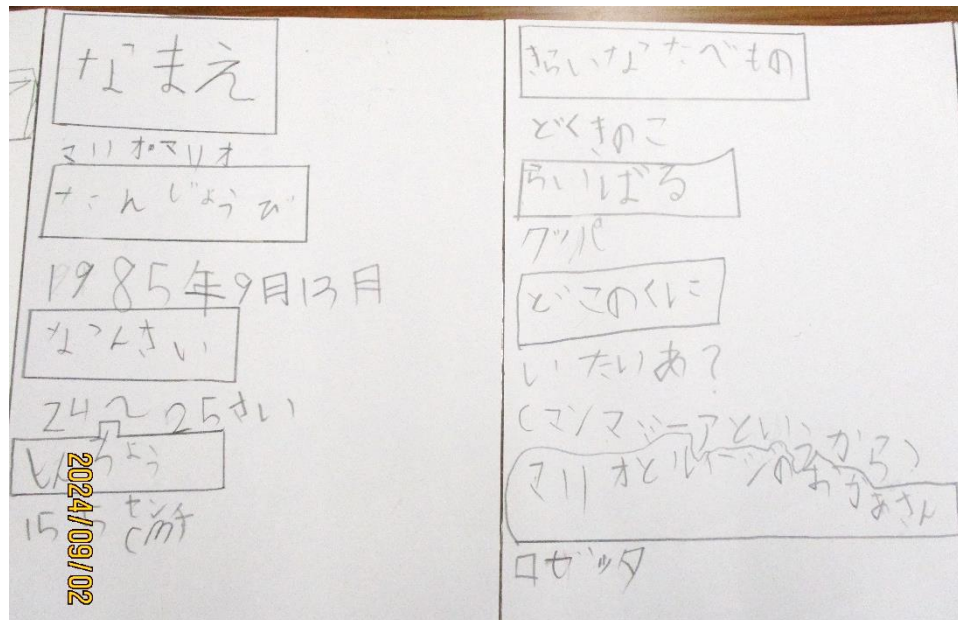 なまえ
マリオ・マリオ
たんじょうび
1985年9月13月
なんさい
24〜25さい
しんちょう
155センチ
cm
きらいなたべもの
どくきのこ
らいばる
クッパ
どこのくに
いたいあ?
(マンマミーアというから)
マリオとルイージのおかあさん
ロゼッタ
2024/09/02